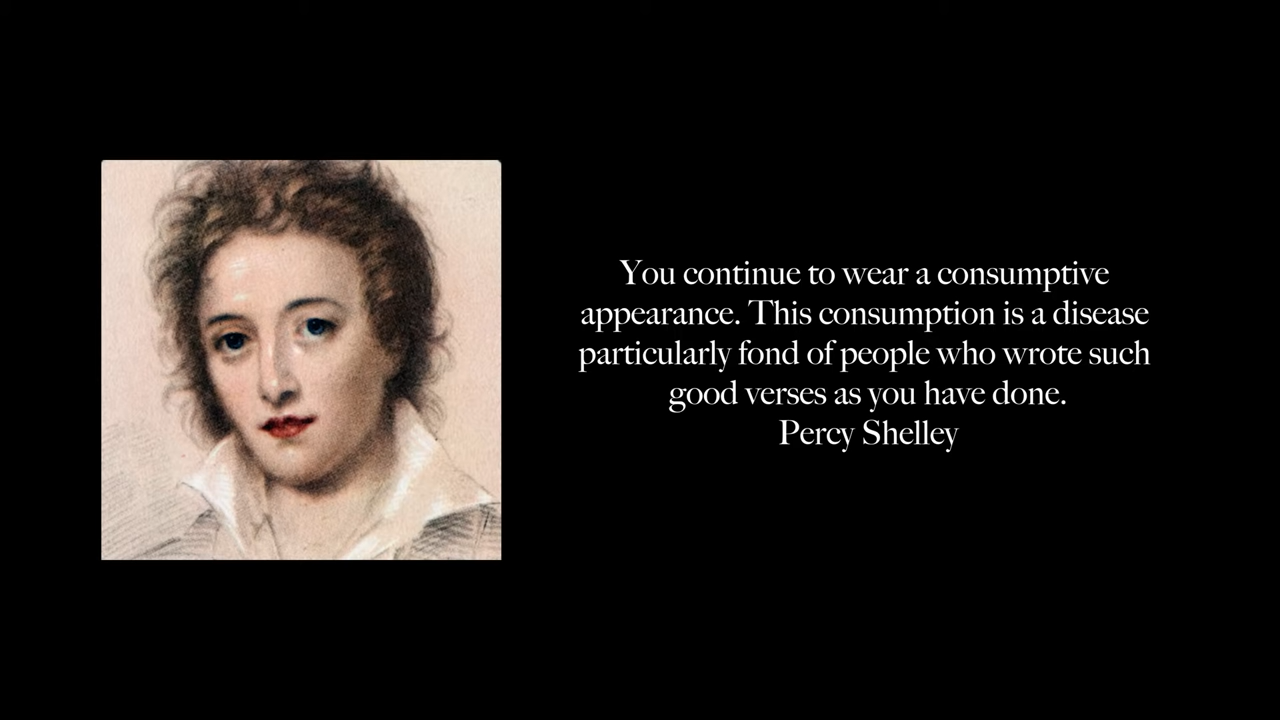 You continue to wear a consumptive
appearance. This consumption is a disease
particularly fond of people who wrote such
good verses as you have done.
Percy Shelley